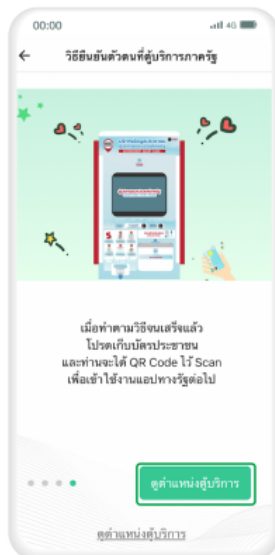 00:00
4G
วิธียืนยันตัวตนที่ตู้บริการภาครัฐ
เมื่อทำตามวิธีจนเสร็จแล้ว
โปรดเก็บบัตรประชาชน
และท่านจะได้ QR Code ไว้ Scan
เพื่อเข้าใช้งานแอปทางรัฐต่อไป
ดูตำแหน่งตู้บริการ
ดูตำแหน่งตู้บริการ